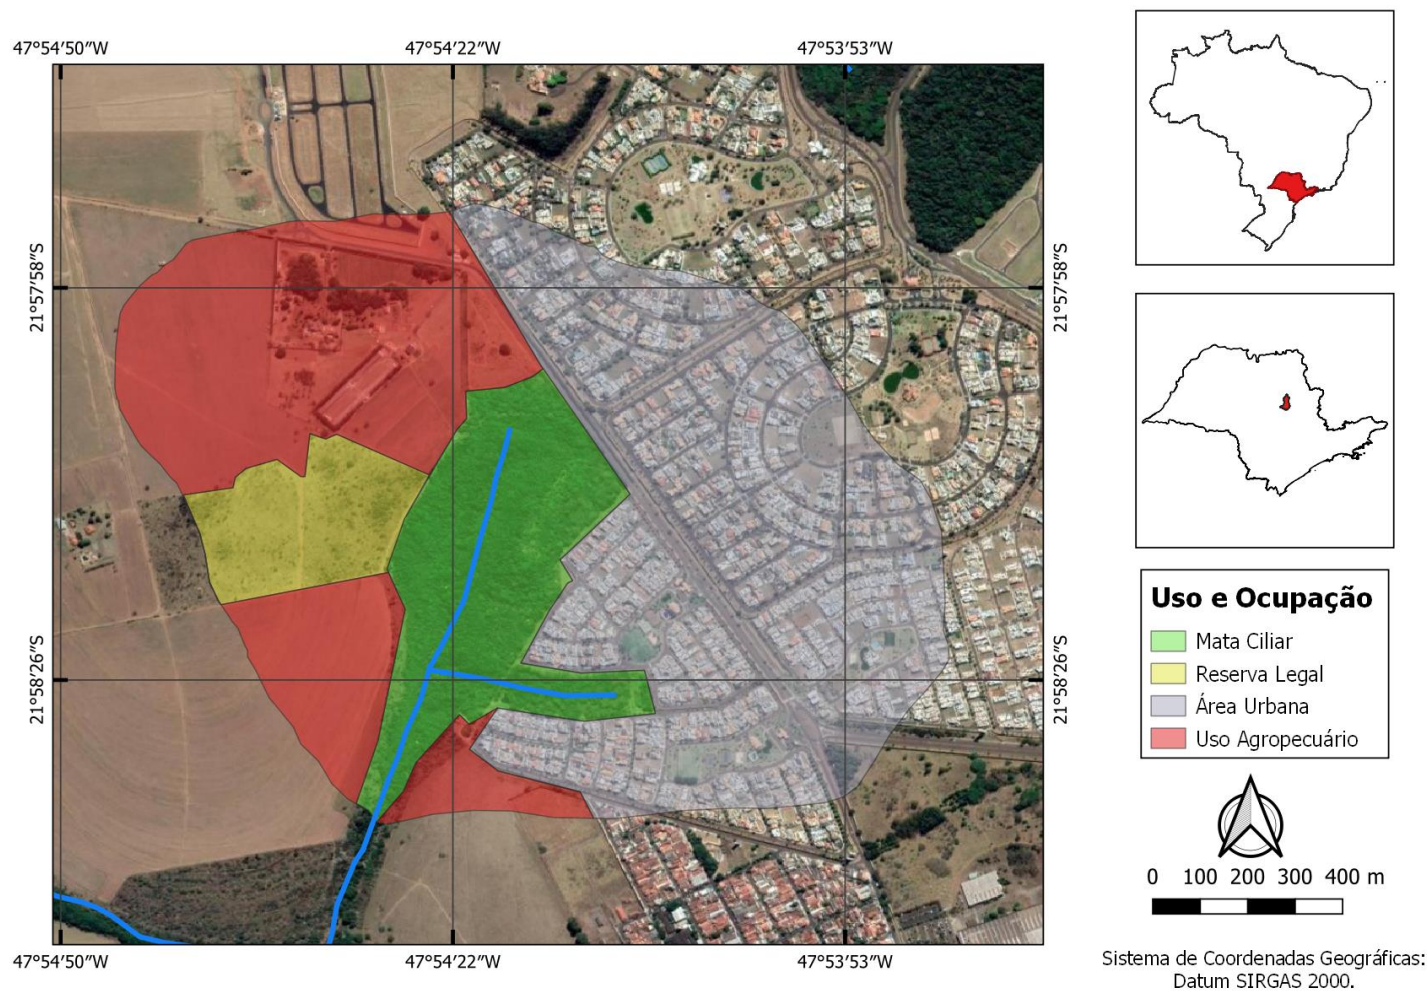 47°54′50″W 47°54′22″W 47°53′53″W
21°57′58″S 21°57′58″S
21°58′26″S 21°58′26″S
47°54′50″W 47°54′22″W 47°53′53″W
Uso e Ocupação
Mata Ciliar
Reserva Legal
Área Urbana
Uso Agropecuário
0 100 200 300 400 m
Sistema de Coordenadas Geográficas:
Datum SIRGAS 2000.